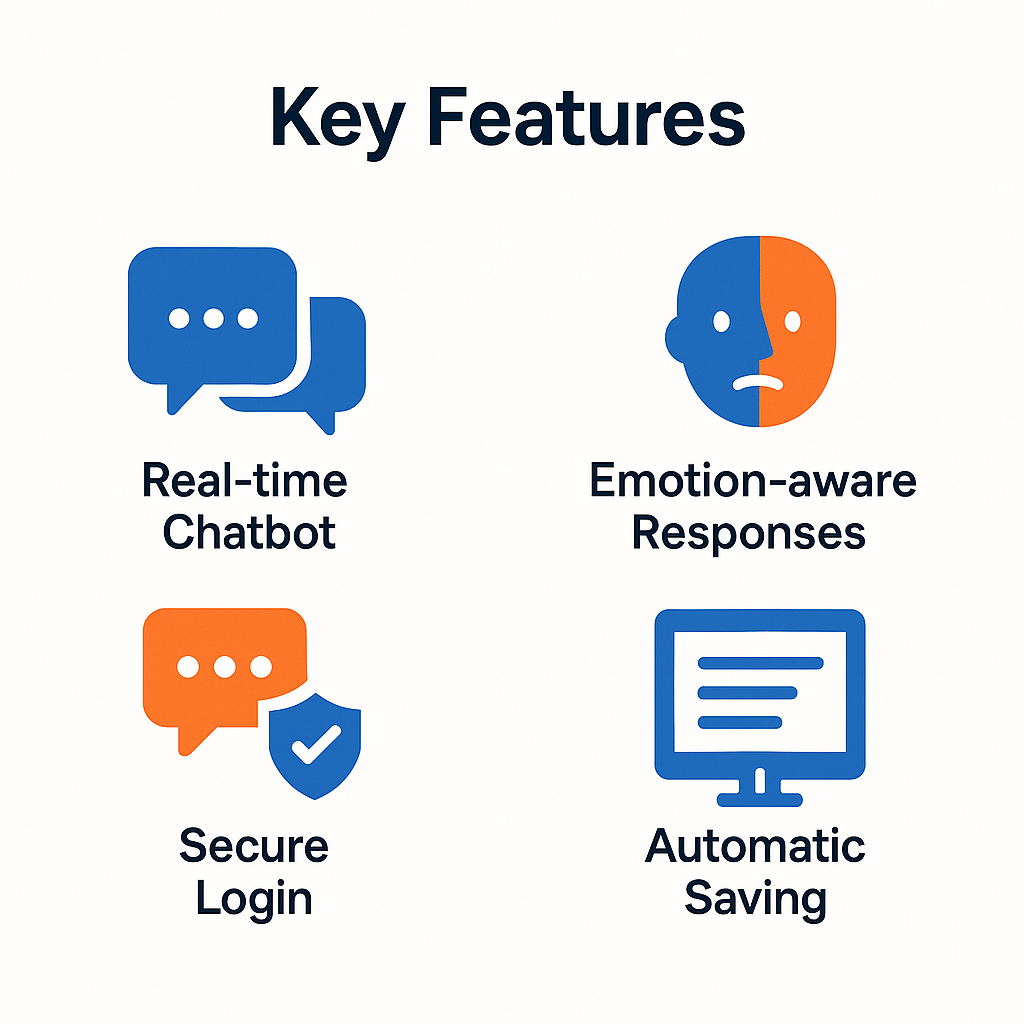 Key Features
Real-time
Chatbot
Emotion-aware
Responses
Secure
Login
Automatic
Saving